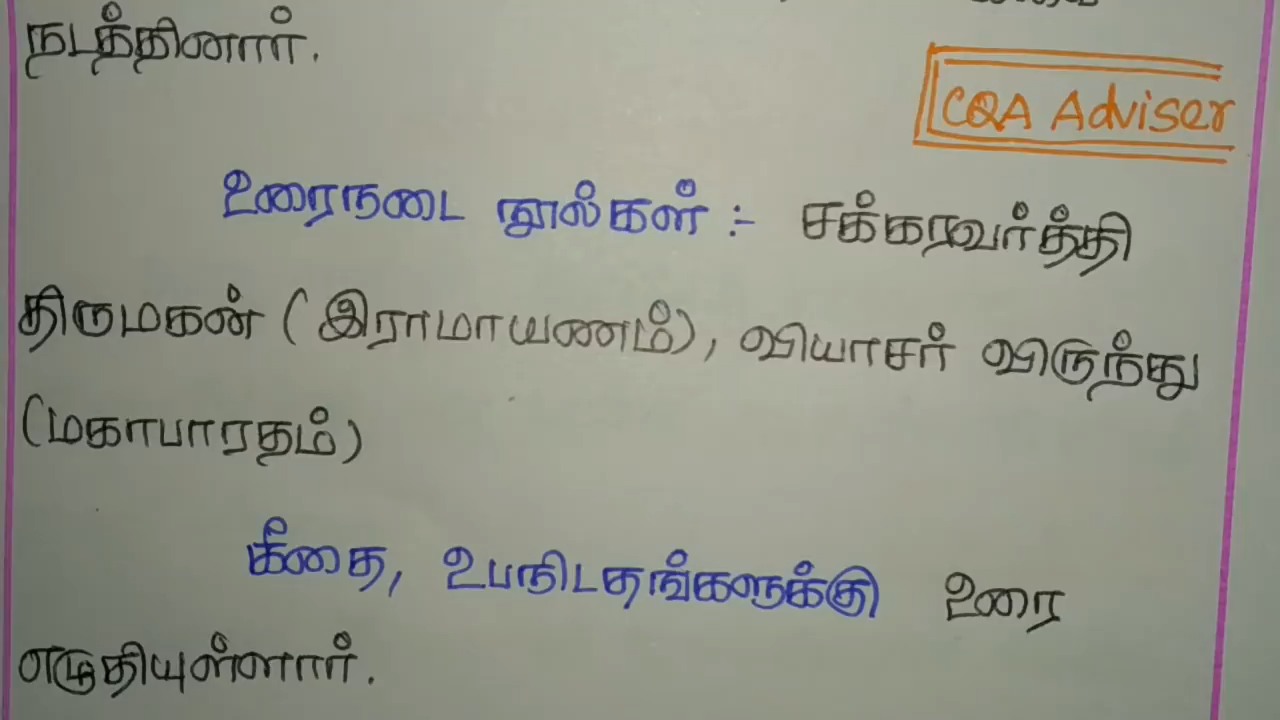 நடத்தினார்.
CQA Adviser
உரைநடை நூல்கள் :- சக்கரவர்த்தி
திருமகன் (இராமாயணம்), வியாசர் விருந்து
(மகாபாரதம்)
கீதை, உபநிடதங்களுக்கு உரை
எழுதியுள்ளார்.